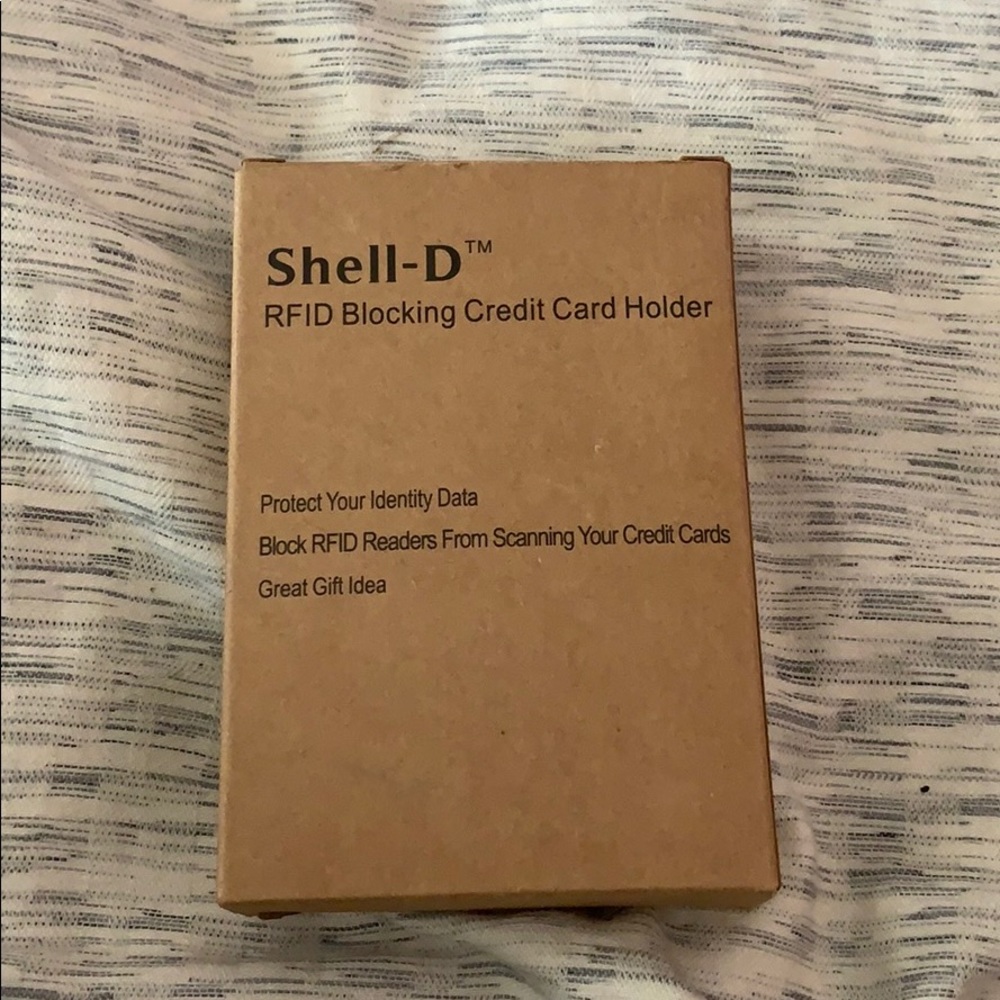 Shell-D™
RFID Blocking Credit Card Holder
Protect Your Identity Data
Block RFID Readers From Scanning Your Credit Cards
Great Gift Idea